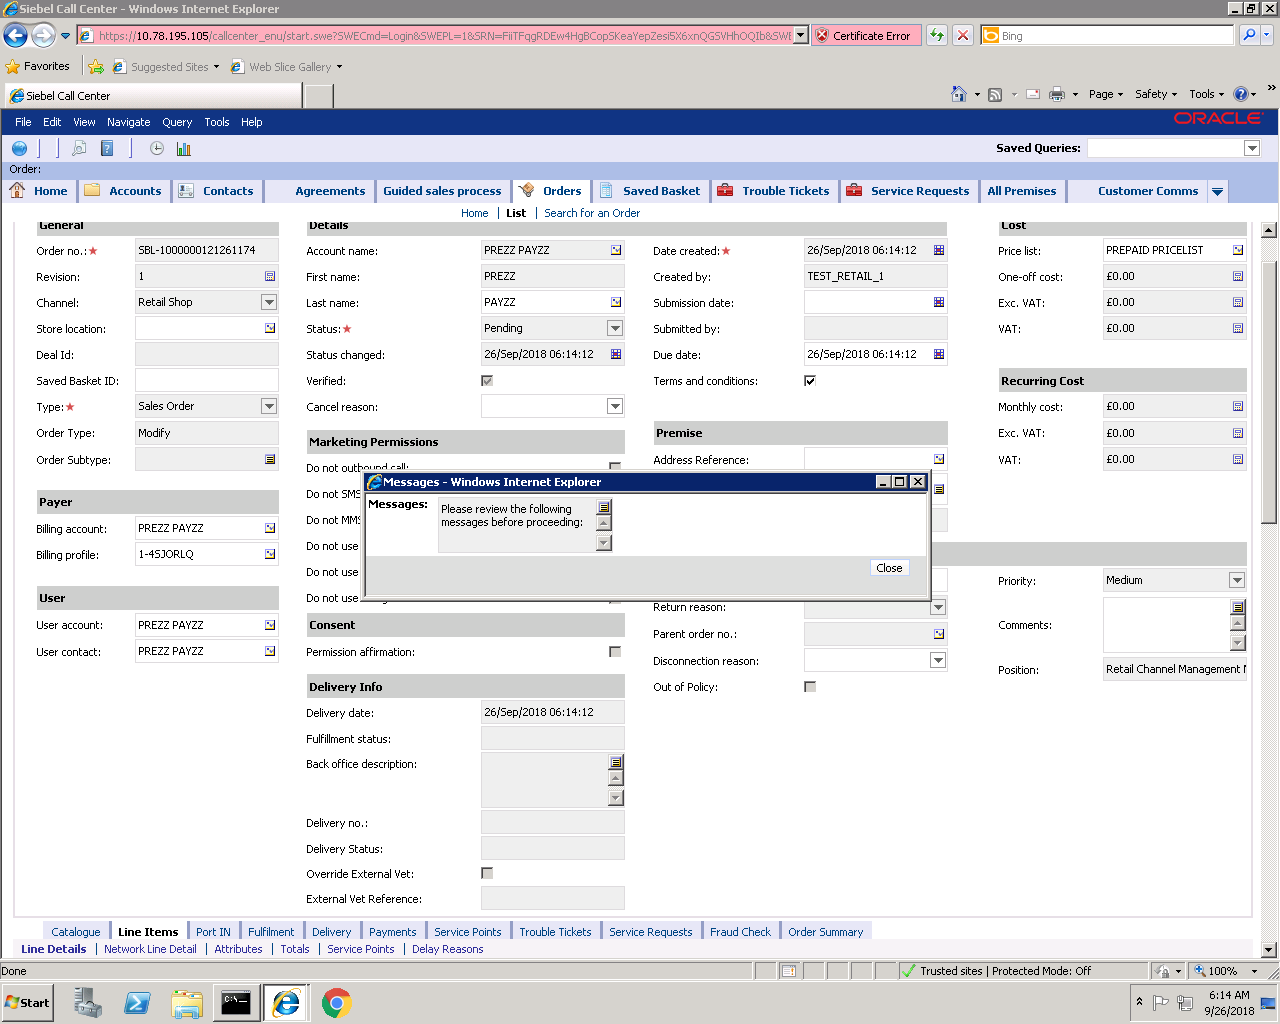 Siebel Call Center - Windows Internet Explorer
https://10.78.195.105/callcenter_enu/start.swe?SWECmd=Login&SWEPL=1&SRN=
Certificate Error
Bing
Favorites
Suggested Sites
Web Slice Gallery
Siebel Call Center
Page
Safety
Tools
File Edit View Navigate Query Tools Help
ORACLE
Saved Queries:
Order:
Home
Accounts
Contacts
Agreements
Guided sales process
Orders
Saved Basket
Trouble Tickets
Service Requests
All Premises
Customer Comms
Home | List | Search for an Order
General
Order no.: SBL-1000000121261174
Revision: 1
Channel: Retail Shop
Store location:
Deal Id:
Saved Basket ID:
Type: Sales Order
Order Type: Modify
Order Subtype:
Payer
Billing account: PREZZ PAYZZ
Billing profile: 1-4SJORLQ
User
User account: PREZZ PAYZZ
User contact: PREZZ PAYZZ
Details
Account name: PREZZ PAYZZ
First name: PREZZ
Last name: PAYZZ
Status: Pending
Status changed: 26/Sep/2018 06:14:12
Verified:
Cancel reason:
Marketing Permissions
Do not outbound call:
Do not SMS
Do not MMS
Do not use
Do not use
Do not use
Consent
Permission affirmation:
Delivery Info
Delivery date: 26/Sep/2018 06:14:12
Fulfillment status:
Back office description:
Delivery no.:
Delivery Status:
Override External Vet:
External Vet Reference:
Date created: 26/Sep/2018 06:14:12
Created by: TEST_RETAIL_1
Submission date:
Submitted by:
Due date: 26/Sep/2018 06:14:12
Terms and conditions:
Premise
Address Reference:
Return reason:
Parent order no.:
Disconnection reason:
Out of Policy:
Cost
Price list: PREPAID PRICELIST
One-off cost: £0.00
Exc. VAT: £0.00
VAT: £0.00
Recurring Cost
Monthly cost: £0.00
Exc. VAT: £0.00
VAT: £0.00
Priority: Medium
Comments:
Position: Retail Channel Management
Messages - Windows Internet Explorer
Messages: Please review the following
messages before proceeding:
Close
Catalogue
Line Items
Port IN
Fulfilment
Delivery
Payments
Service Points
Trouble Tickets
Service Requests
Fraud Check
Order Summary
Line Details | Network Line Detail | Attributes | Totals | Service Points | Delay Reasons
Done
Trusted sites | Protected Mode: Off
100%
Start
6:14 AM
9/26/2018